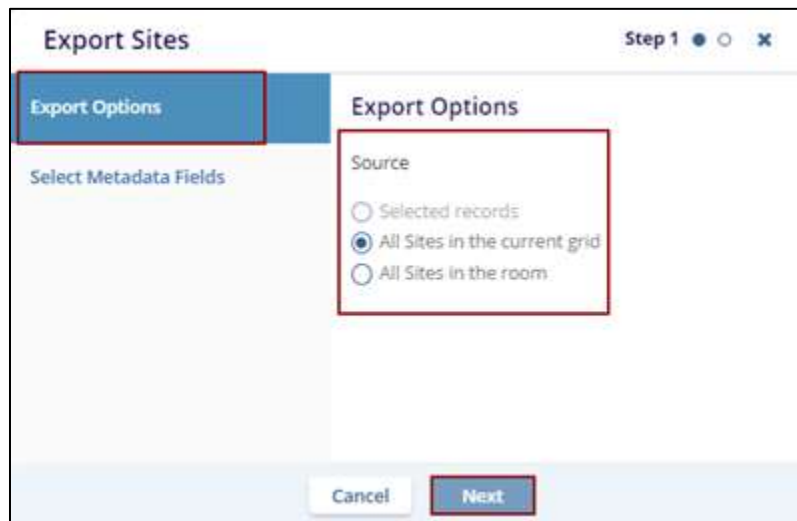 Export Sites
Step 1
Export Options
Select Metadata Fields
Export Options
Source
Selected records
All Sites in the current grid
All Sites in the room
Cancel
Next